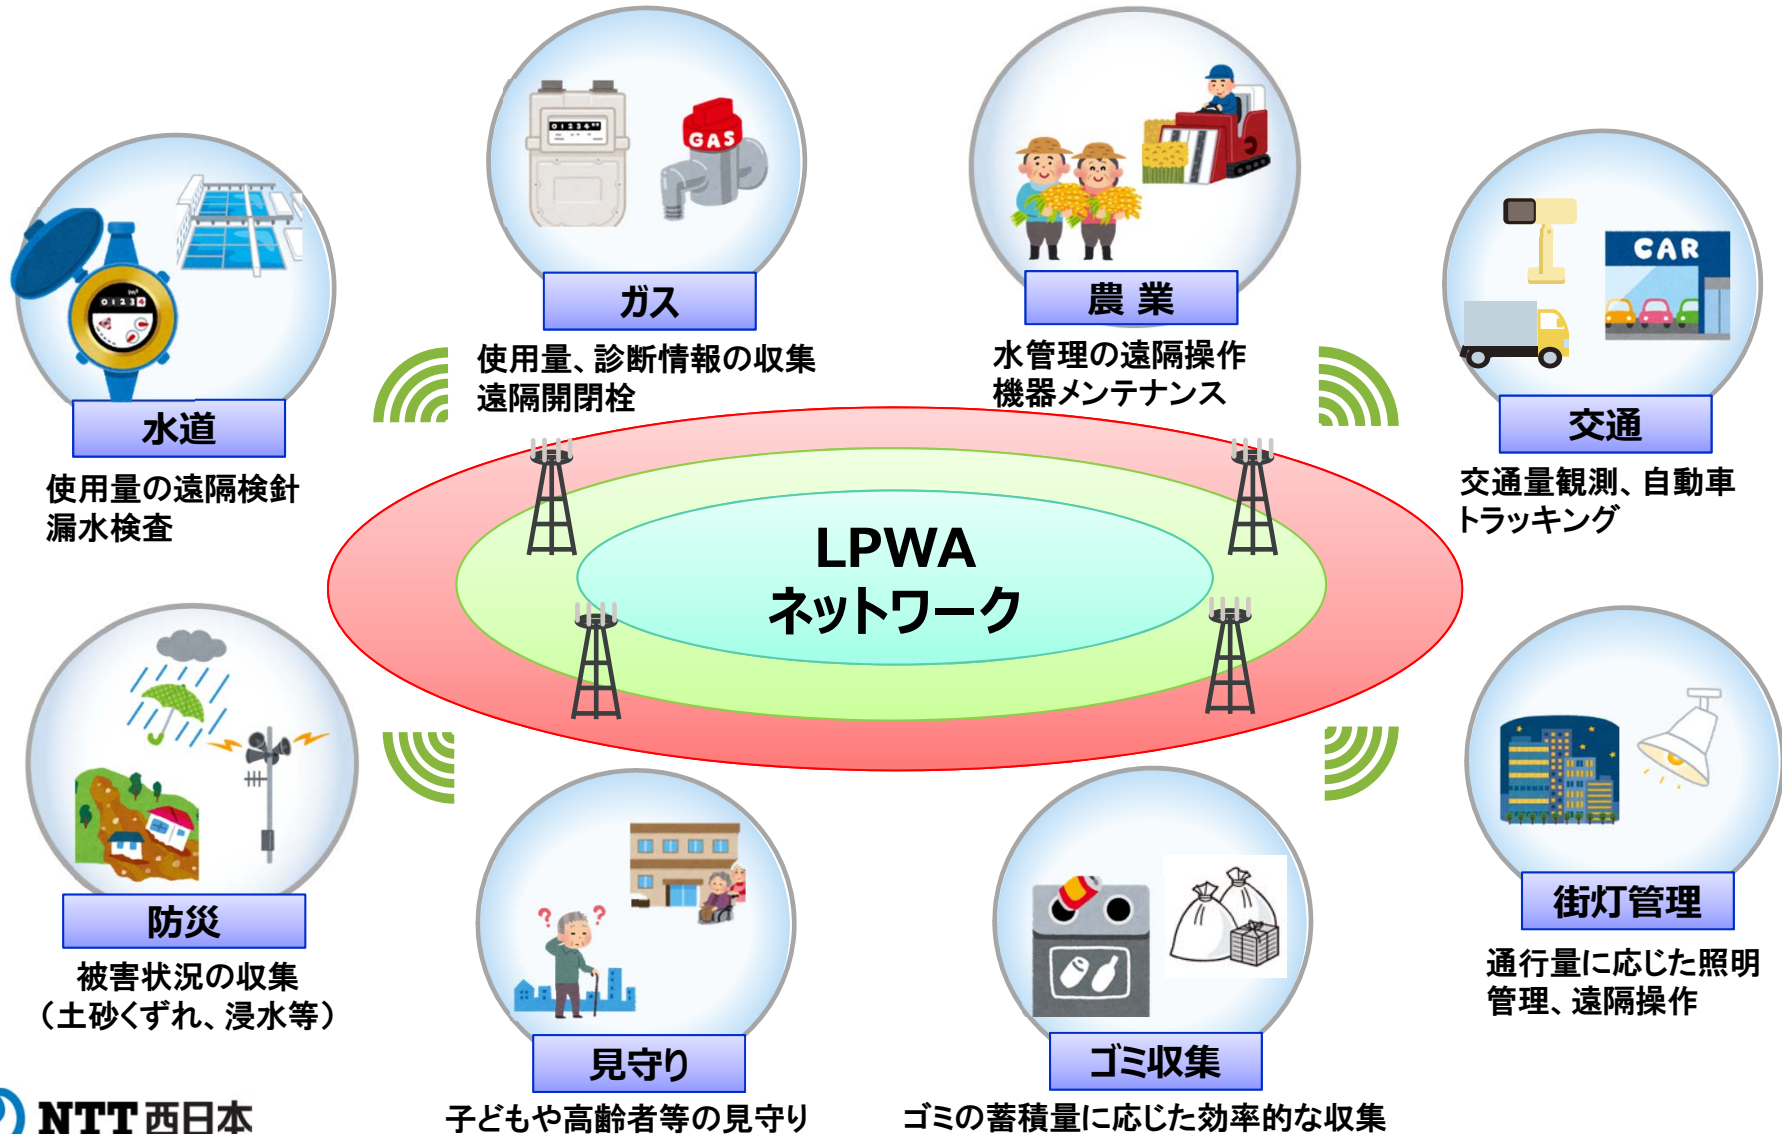 GAS
ガス
使用量、診断情報の収集
遠隔開閉栓
農 業
水管理の遠隔操作
機器メンテナンス
水道
使用量の遠隔検針
漏水検査
CAR
交通
交通量観測、自動車
トラッキング
LPWA
ネットワーク
防災
被害状況の収集
（土砂くずれ、浸水等）
見守り
子どもや高齢者等の見守り
ゴミ収集
ゴミの蓄積量に応じた効率的な収集
街灯管理
通行量に応じた照明
管理、遠隔操作
NTT 西日本